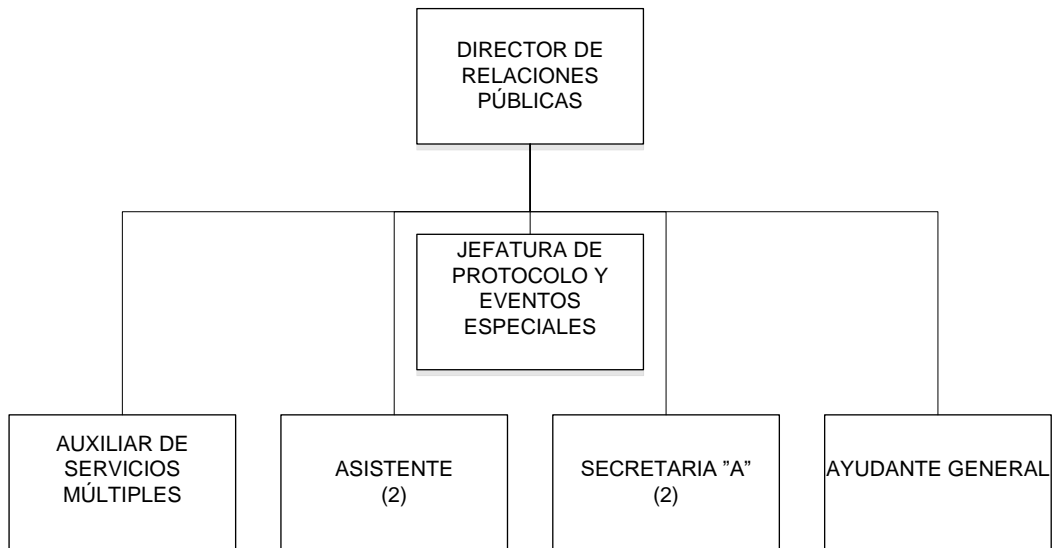 DIRECTOR DE
RELACIONES
PÚBLICAS
JEFATURA DE
PROTOCOLO Y
EVENTOS
ESPECIALES
AUXILIAR DE
SERVICIOS
MÚLTIPLES
ASISTENTE
(2)
SECRETARIA ”A”
(2)
AYUDANTE GENERAL